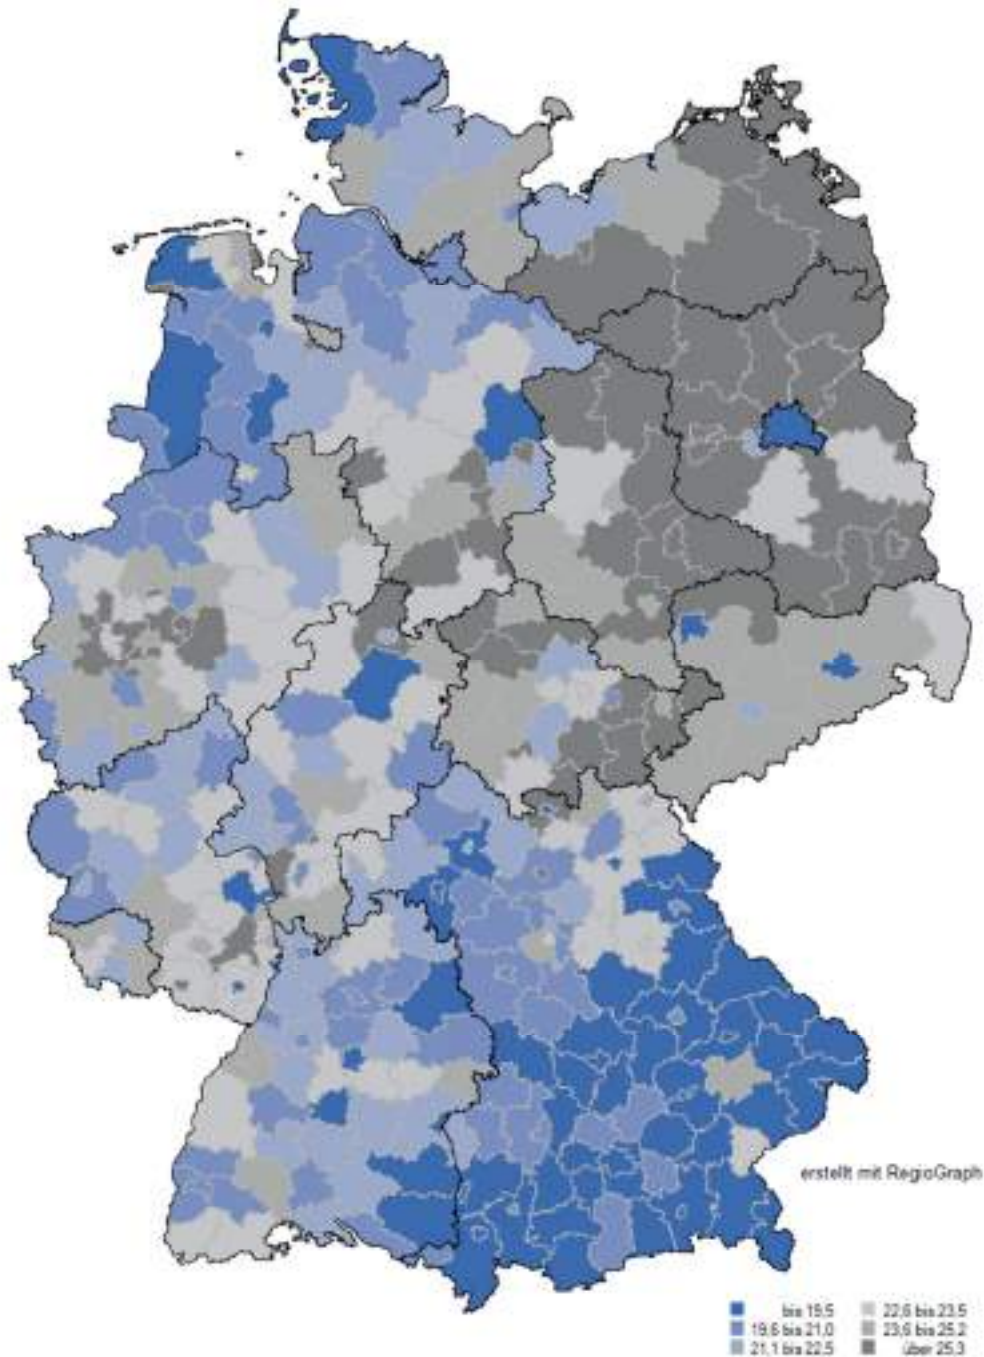 erstellt mit RegioGraph
bis 19,5
19,6 bis 21,0
21,1 bis 22,5
22,6 bis 23,5
23,6 bis 25,2
über 25,3